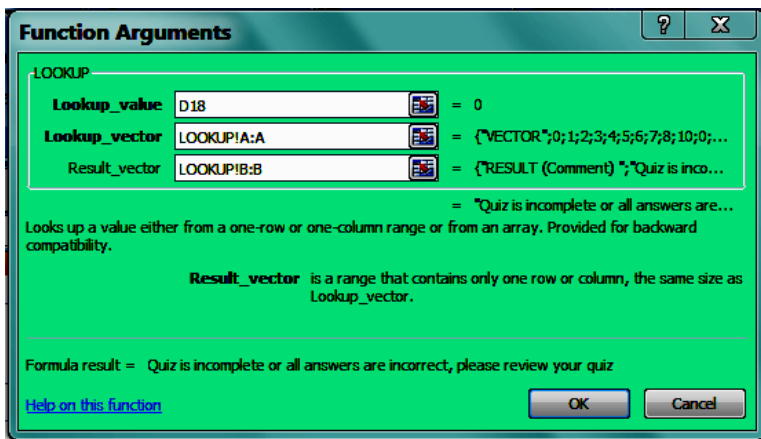 Function Arguments
LOOKUP
Lookup_value D18 = 0
Lookup_vector LOOKUP!A:A = {"VECTOR";0;1;2;3;4;5;6;7;8;10;0;...
Result_vector LOOKUP!B:B = {"RESULT (Comment) ";"Quiz is inco...
= "Quiz is incomplete or all answers are...
Looks up a value either from a one-row or one-column range or from an array. Provided for backward
compatibility.
Result_vector is a range that contains only one row or column, the same size as
Lookup_vector.
Formula result = Quiz is incomplete or all answers are incorrect, please review your quiz
Help on this function OK Cancel